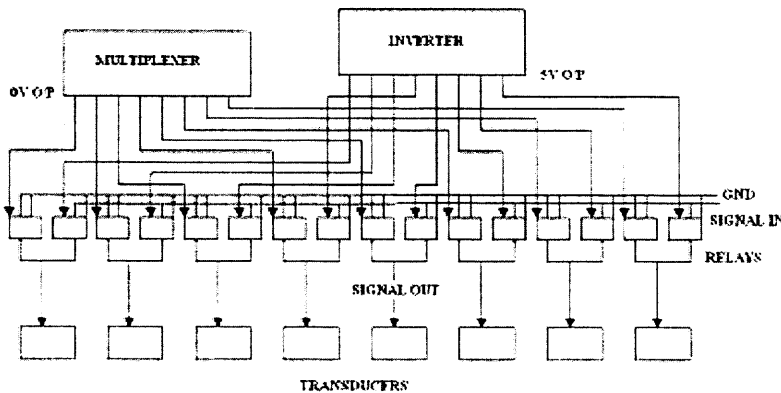 INVERTER
MULTIPLEXER
5V O/P
0V O/P
GND
SIGNAL IN
RELAYS
SIGNAL OUT
TRANSDUCERS